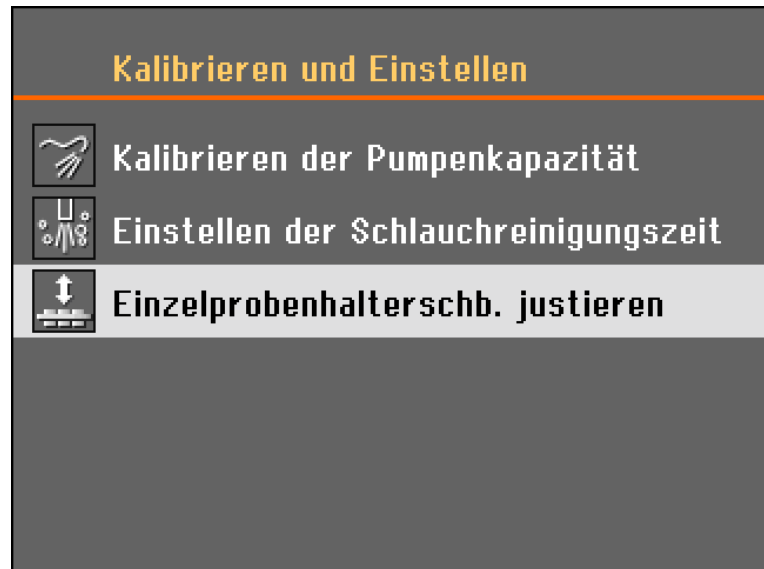 Kalibrieren und Einstellen
Kalibrieren der Pumpenkapazität
Einstellen der Schlauchreinigungszeit
Einzelprobenhalterschb. justieren